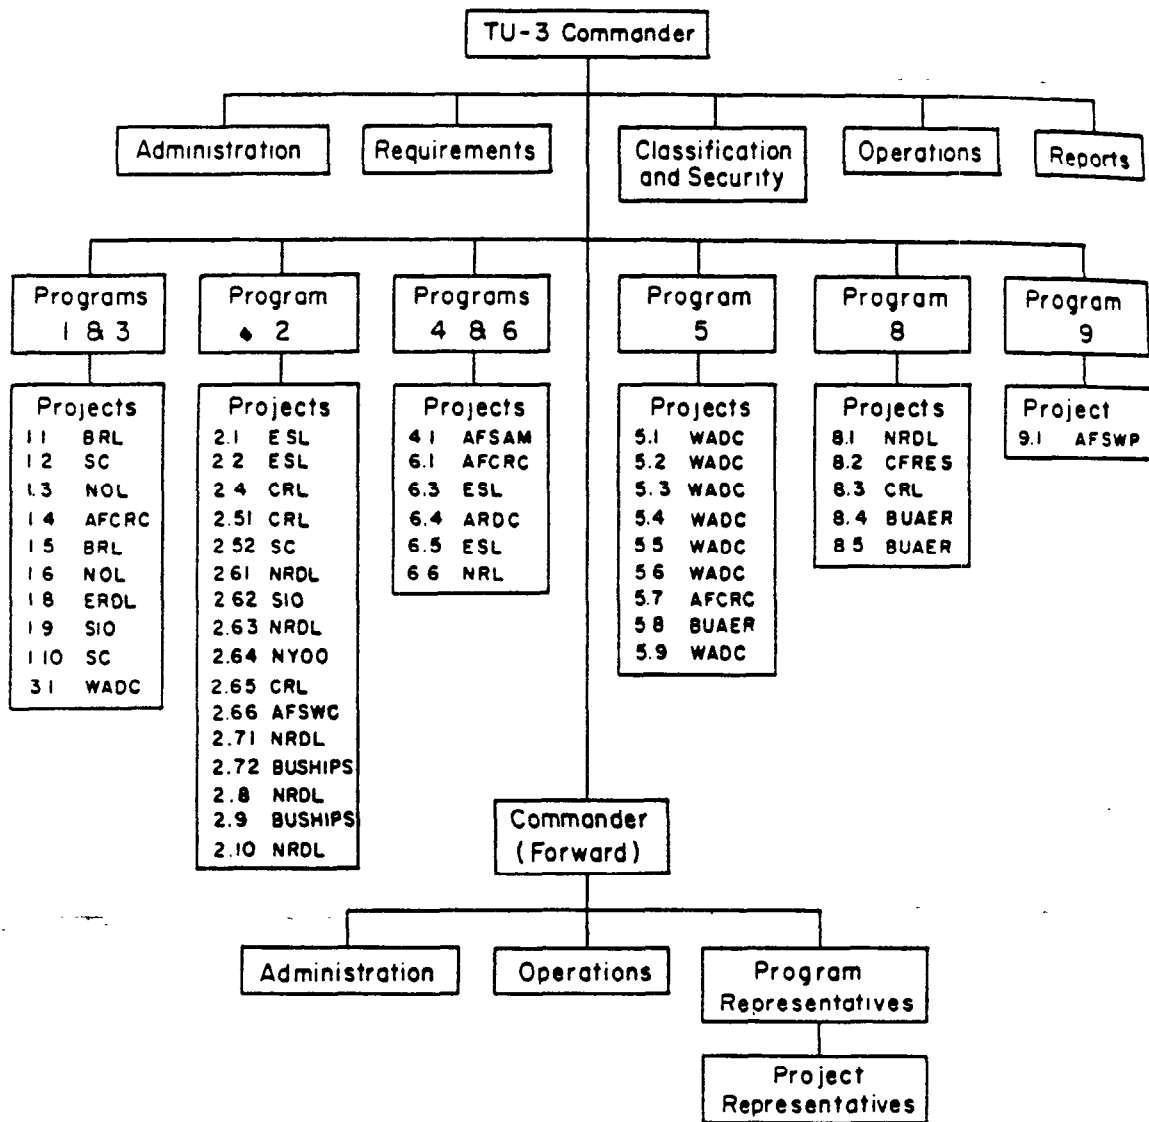 TU-3 Commander
Administration
Requirements
Classification
and Security
Operations
Reports
Programs
1 & 3
Program
2
Programs
4 & 6
Program
5
Program
8
Program
9
Projects
1 1 BRL
1 2 SC
1.3 NOL
1 4 AFCRC
1 5 BRL
1 6 NOL
1 8 ERDL
1 9 SIO
1 10 SC
3 1 WADC
Projects
2.1 ESL
2 2 ESL
2 4 CRL
2.51 CRL
2.52 SC
2 61 NRDL
2 62 SIO
2.63 NRDL
2.64 NYOO
2.65 CRL
2.66 AFSWC
2.71 NRDL
2.72 BUSHIPS
2.8 NRDL
2.9 BUSHIPS
2.10 NRDL
Projects
4 1 AFSAM
6.1 AFCRC
6.3 ESL
6.4 ARDC
6.5 ESL
6 6 NRL
Projects
5.1 WADC
5.2 WADC
5.3 WADC
5.4 WADC
5 5 WADC
5 6 WADC
5.7 AFCRC
5 8 BUAER
5.9 WADC
Projects
8.1 NRDL
8.2 CFRES
8.3 CRL
8.4 BUAER
8 5 BUAER
Project
9.1 AFSWP
Commander
(Forward)
Administration
Operations
Program
Representatives
Project
Representatives